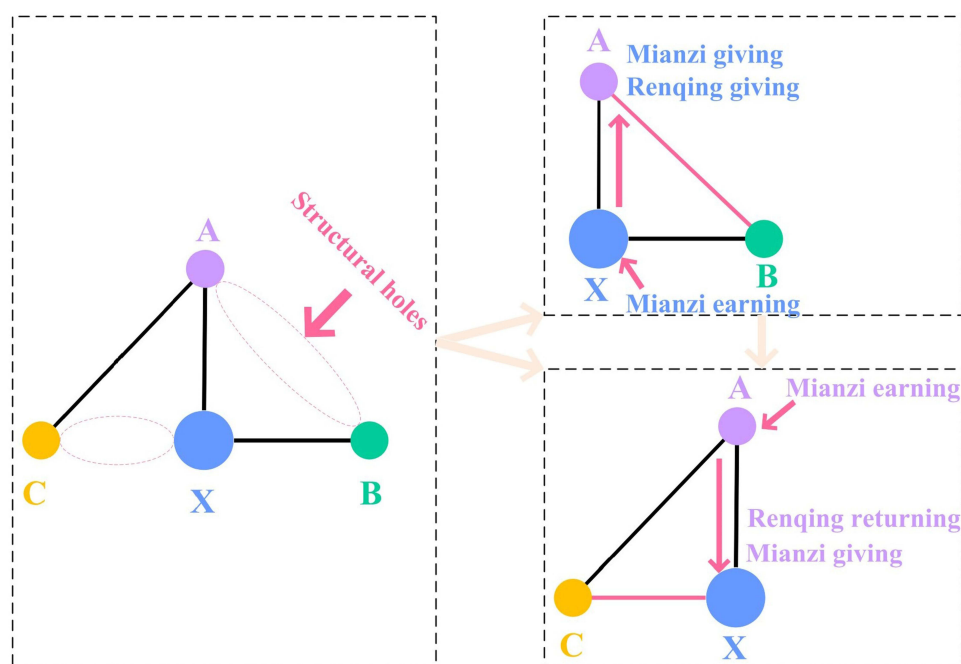 A
Structural holes
C
X
B
A
Mianzi giving
Renqing giving
B
X
Mianzi earning
A
Mianzi earning
Renqing returning
Mianzi giving
C
X